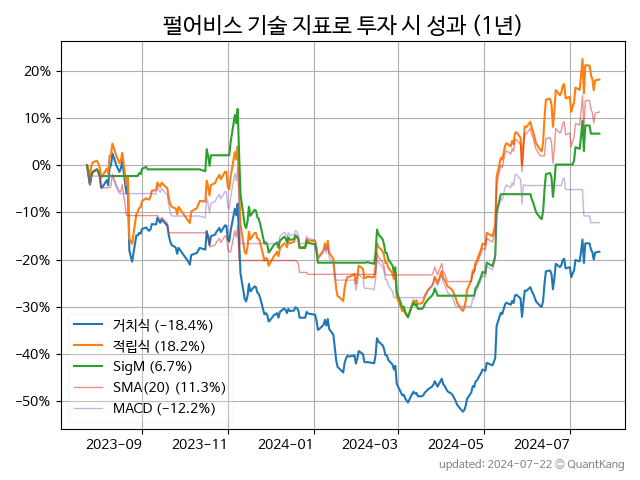 펄어비스 기술 지표로 투자 시 성과 (1년)
20%
10%
0%
−10%
−20%
−30%
−40%
−50%
거치식 (−18.4%)
적립식 (18.2%)
SigM (6.7%)
SMA(20) (11.3%)
MACD (−12.2%)
2023−09
2023−11
2024−01
2024−03
2024−05
2024−07
updated: 2024−07−22 © QuantKang